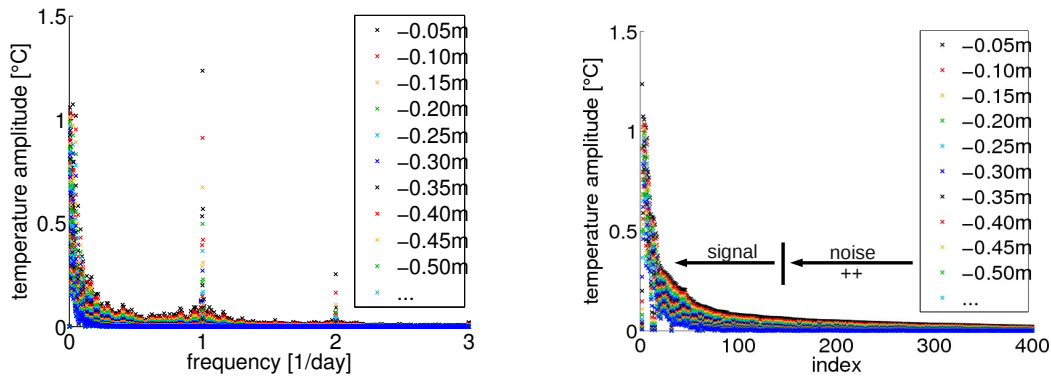 temperature amplitude [°C]
1.5
1
0.5
0
0
1
2
3
frequency [1/day]
−0.05m
−0.10m
−0.15m
−0.20m
−0.25m
−0.30m
−0.35m
−0.40m
−0.45m
−0.50m
...
temperature amplitude [°C]
1.5
1
0.5
0
0
100
200
300
400
index
signal
noise
++
−0.05m
−0.10m
−0.15m
−0.20m
−0.25m
−0.30m
−0.35m
−0.40m
−0.45m
−0.50m
...